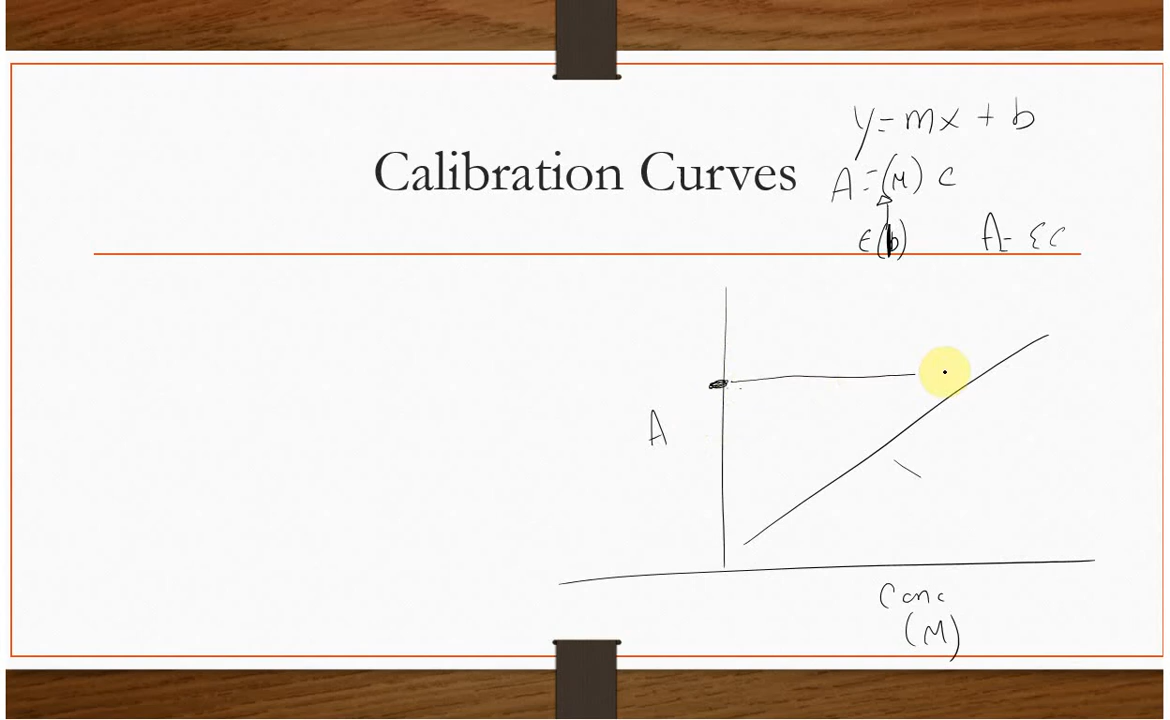 y = mx + b
Calibration Curves
A = (M) c
ε(b)
A = εc
A
Conc
(M)